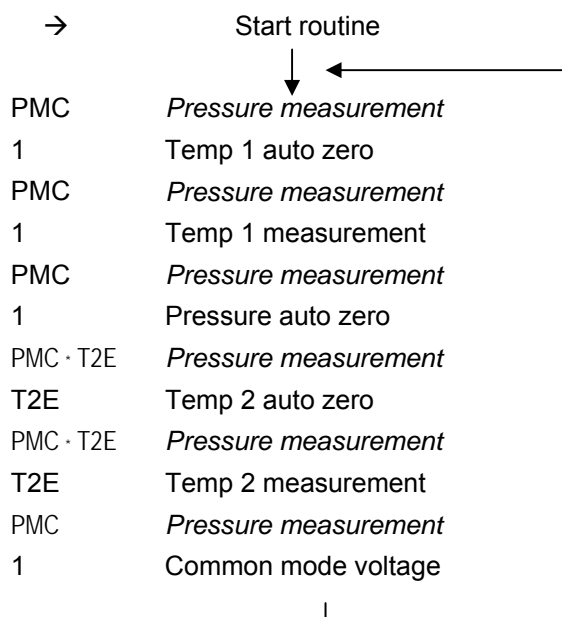 → Start routine
PMC Pressure measurement
1 Temp 1 auto zero
PMC Pressure measurement
1 Temp 1 measurement
PMC Pressure measurement
1 Pressure auto zero
PMC · T2E Pressure measurement
T2E Temp 2 auto zero
PMC · T2E Pressure measurement
T2E Temp 2 measurement
PMC Pressure measurement
1 Common mode voltage